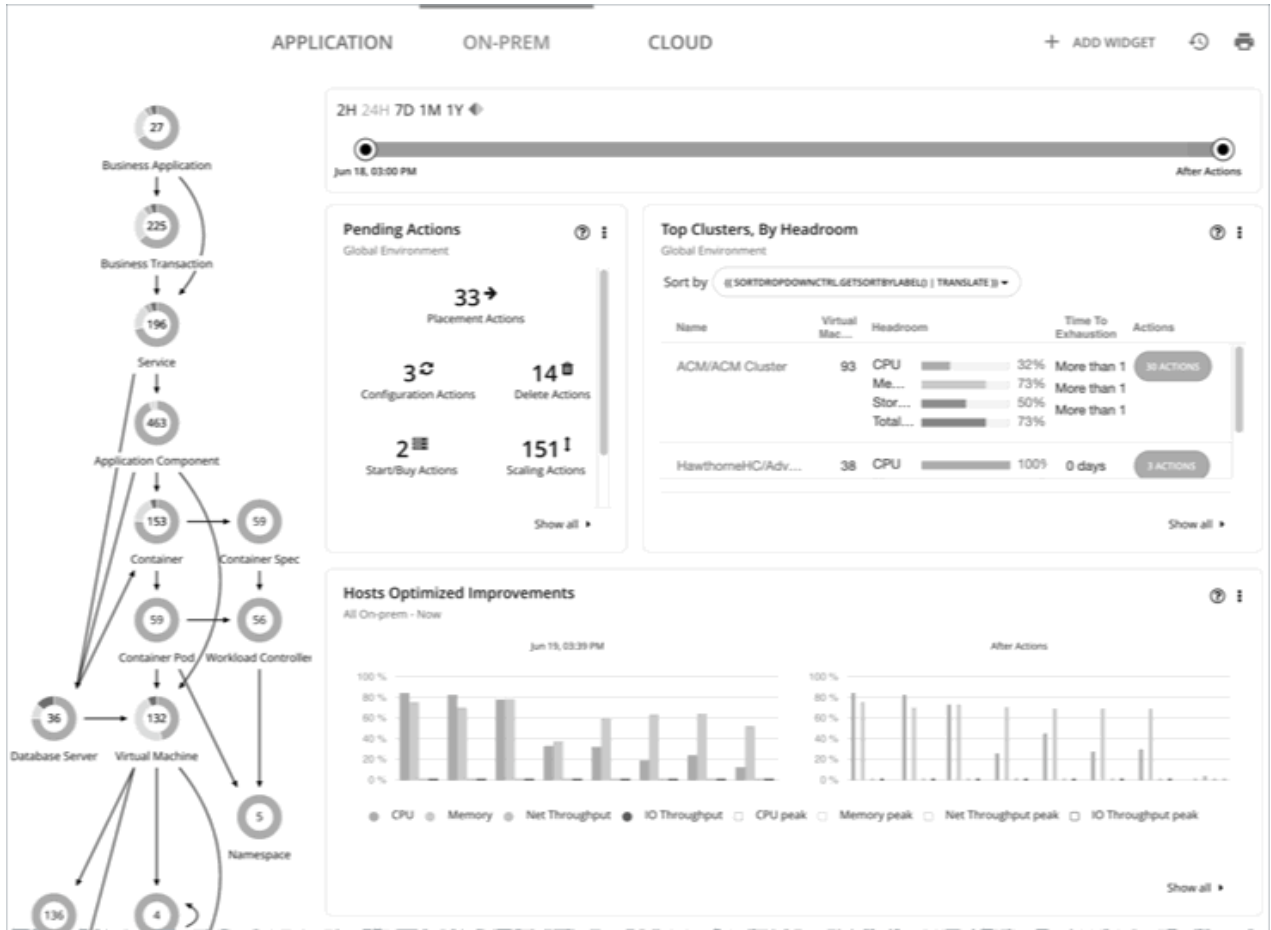 APPLICATION ON-PREM CLOUD + ADD WIDGET
27
Business Application
225
Business Transaction
196
Service
463
Application Component
153 59
Container Container Spec
59 56
Container Pod Workload Controller
36 132
Database Server Virtual Machine
5
Namespace
136 4
2H 24H 7D 1M 1Y
Jun 18, 03:00 PM After Actions
Pending Actions
Global Environment
33
Placement Actions
3 14
Configuration Actions Delete Actions
2 151
Start/Buy Actions Scaling Actions
Show all
Top Clusters, By Headroom
Global Environment
Sort by {{ SORTDROPDOWNCTRL.GETSORTBYLABEL() | TRANSLATE }}
Name Virtual Mac... Headroom Time To Exhaustion Actions
ACM/ACM Cluster 93 CPU 32% More than 1 30 ACTIONS
Me... 73% More than 1
Stor... 50% More than 1
Total... 73%
HawthorneHC/Adv... 38 CPU 100% 0 days 3 ACTIONS
Show all
Hosts Optimized Improvements
All On-prem - Now
Jun 19, 03:39 PM After Actions
100 % 100 %
80 % 80 %
60 % 60 %
40 % 40 %
20 % 20 %
0 % 0 %
CPU Memory Net Throughput IO Throughput CPU peak Memory peak Net Throughput peak IO Throughput peak
Show all